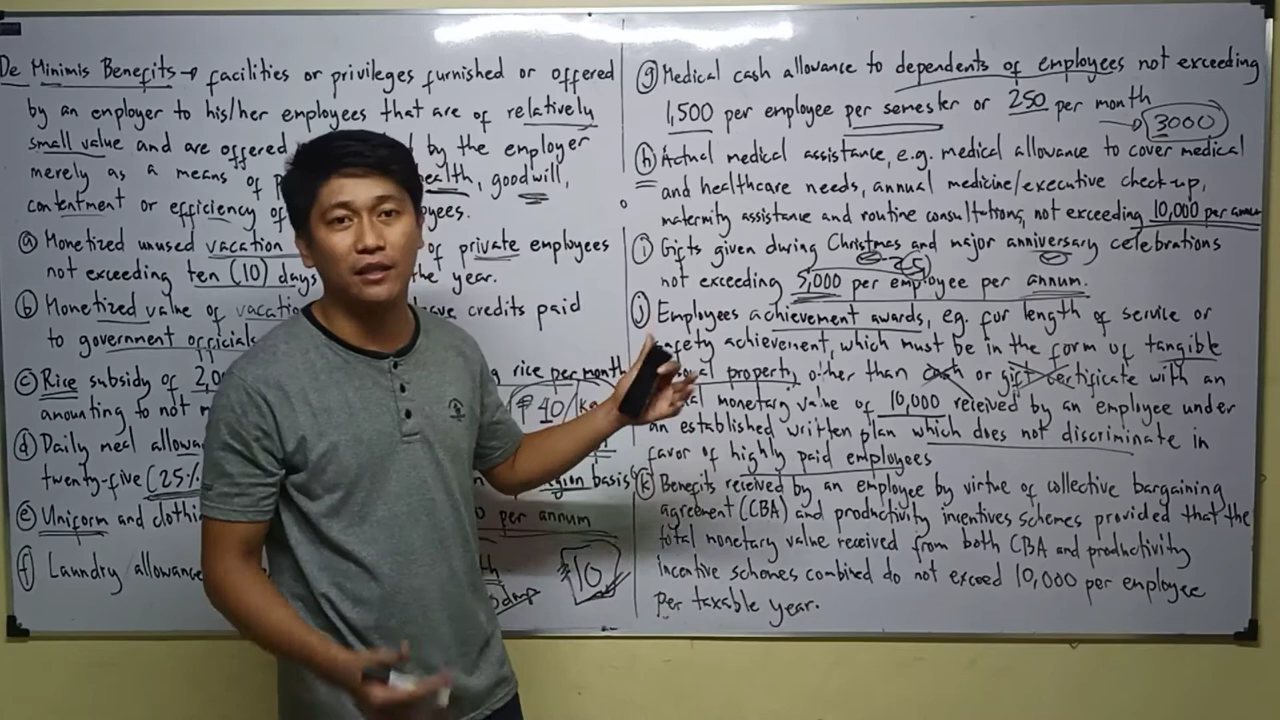 De Minimis Benefits → facilities or privileges furnished or offered
by an employer to his/her employees that are of relatively
small value and are offered by the employer
merely as a means of health, goodwill,
contentment or efficiency of
ⓐ Monetized unused vacation of private employees
not exceeding ten (10) days the year.
ⓑ Monetized value of vacation credits paid
to government officials
ⓒ Rice subsidy of rice per month
amounting to not ₱ 40/kg
ⓓ Daily meal
twenty-five (25% region basis
ⓔ Uniform and per annum
ⓕ Laundry allowance
10
ⓖ Medical cash allowance to dependents of employees not exceeding
1,500 per employee per semester or 250 per month
→ 3000
ⓗ Actual medical assistance, e.g. medical allowance to cover medical
and healthcare needs, annual medicine/executive check-up,
maternity assistance and routine consultations, not exceeding 10,000 per
ⓘ Gifts given during Christmas and major anniversary celebrations
not exceeding 5,000 per employee per annum.
ⓙ Employees achievement awards, eg. for length of service or
achievement, which must be in the form of tangible
property other than cash or gift certificate with an
monetary value of 10,000 received by an employee under
an established written plan which does not discriminate in
favor of highly paid employees
ⓚ Benefits received by an employee by virtue of collective bargaining
agreement (CBA) and productivity incentives schemes provided that the
total monetary value received from both CBA and productivity
incentive schemes combined do not exceed 10,000 per employee
per taxable year.